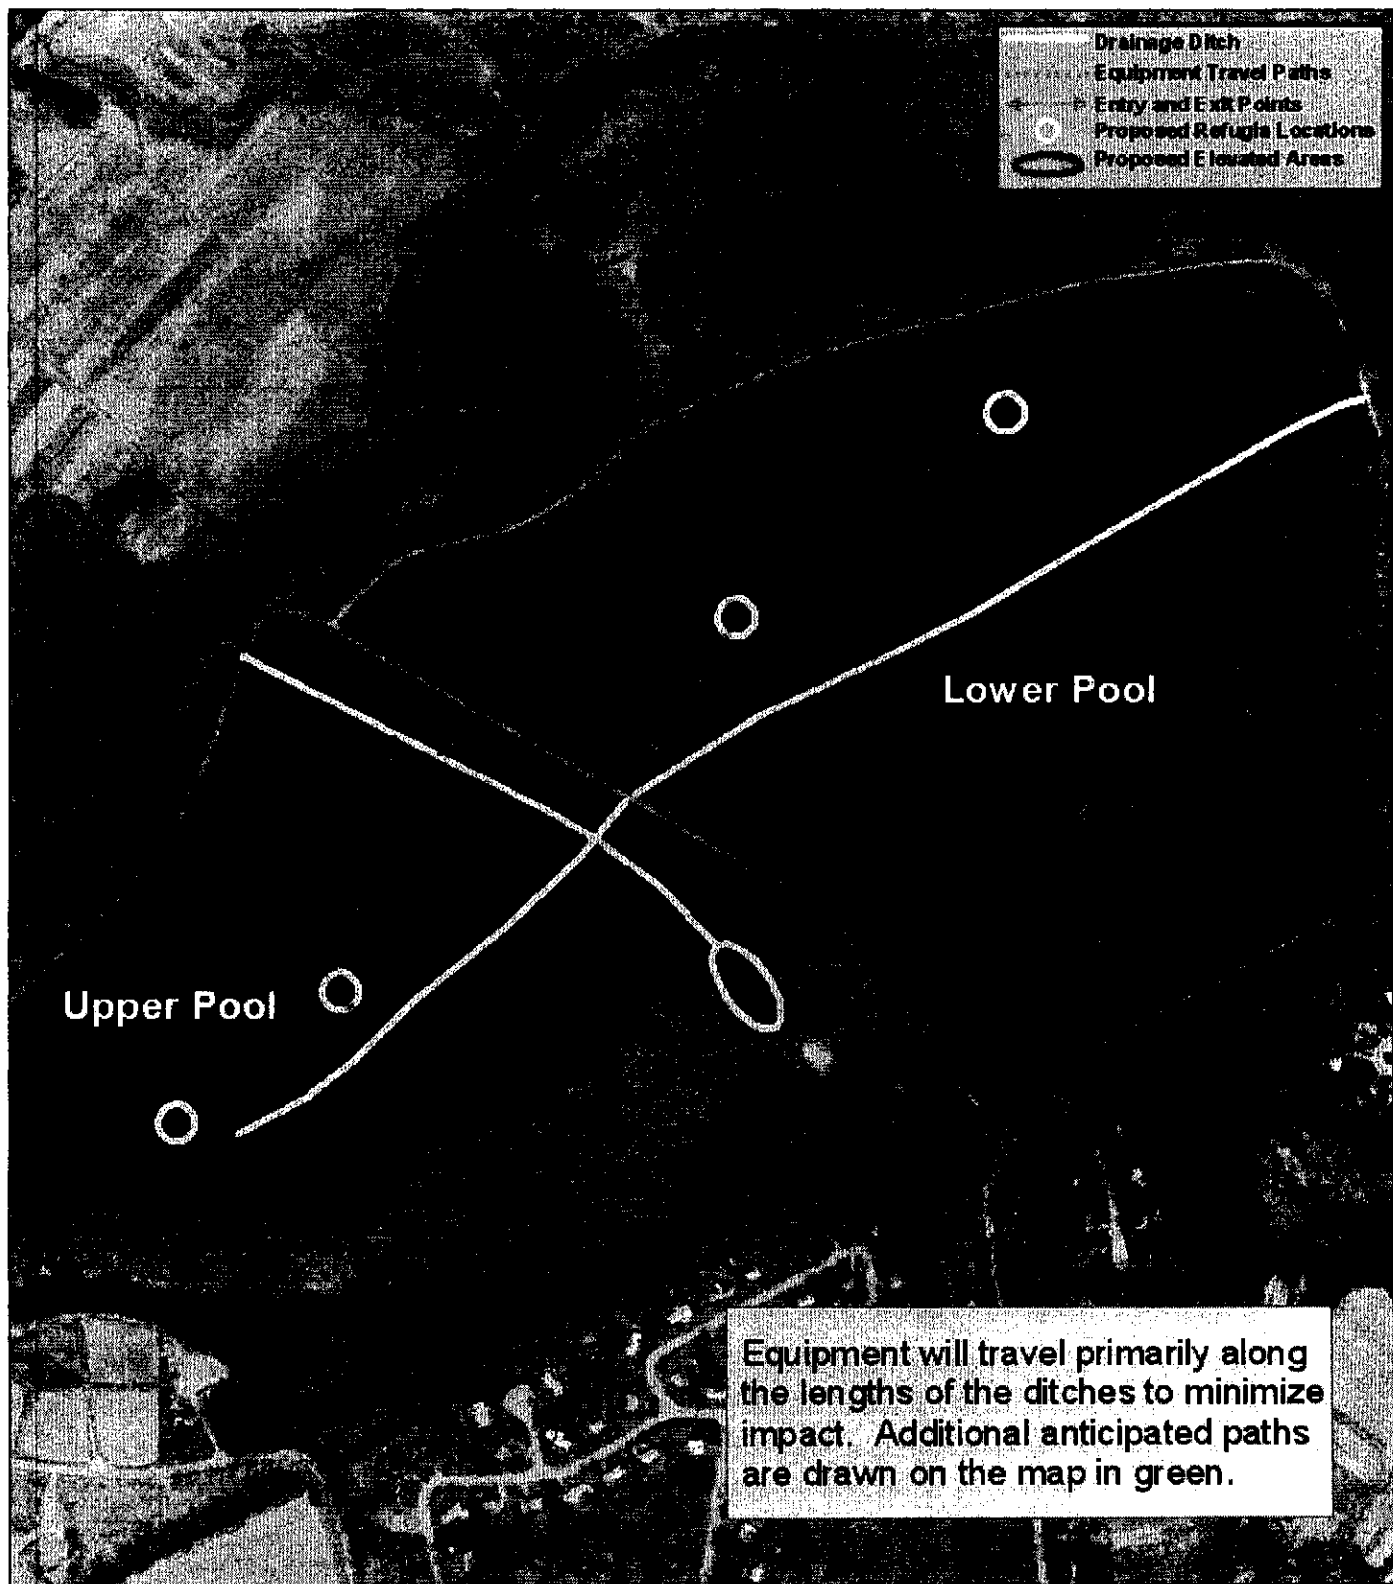 Drainage Ditch
Equipment Travel Paths
Entry and Exit Points
Proposed Refugia Locations
Proposed Elevated Areas
Lower Pool
Upper Pool
Equipment will travel primarily along
the lengths of the ditches to minimize
impact. Additional anticipated paths
are drawn on the map in green.